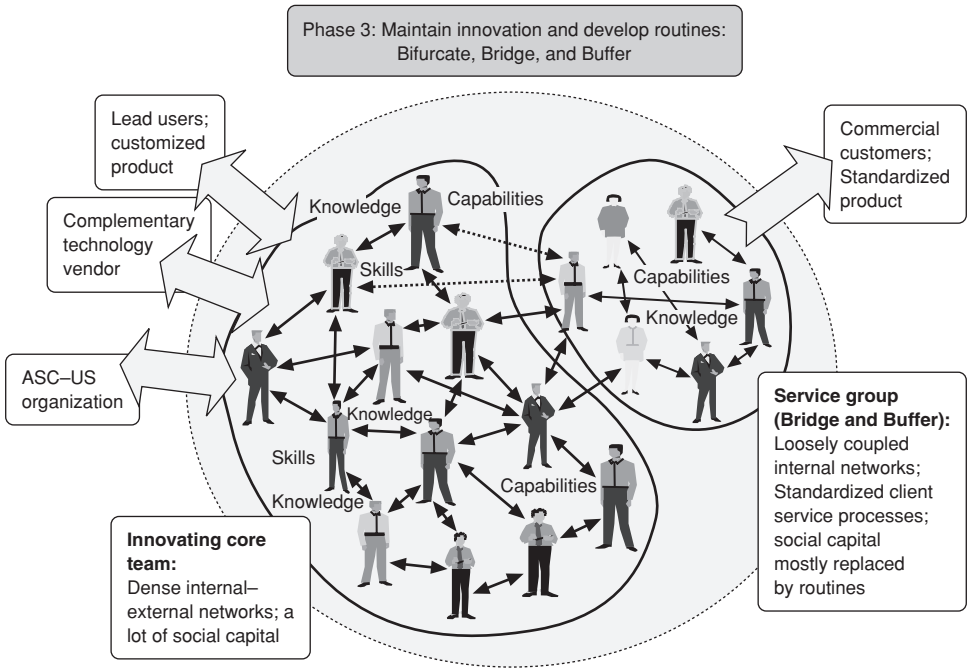 Phase 3: Maintain innovation and develop routines:
Bifurcate, Bridge, and Buffer
Lead users;
customized
product
Complementary
technology
vendor
ASC–US
organization
Commercial
customers;
Standardized
product
Knowledge
Capabilities
Skills
Capabilities
Knowledge
Knowledge
Skills
Knowledge
Capabilities
Innovating core
team:
Dense internal–
external networks; a
lot of social capital
Service group
(Bridge and Buffer):
Loosely coupled
internal networks;
Standardized client
service processes;
social capital
mostly replaced
by routines